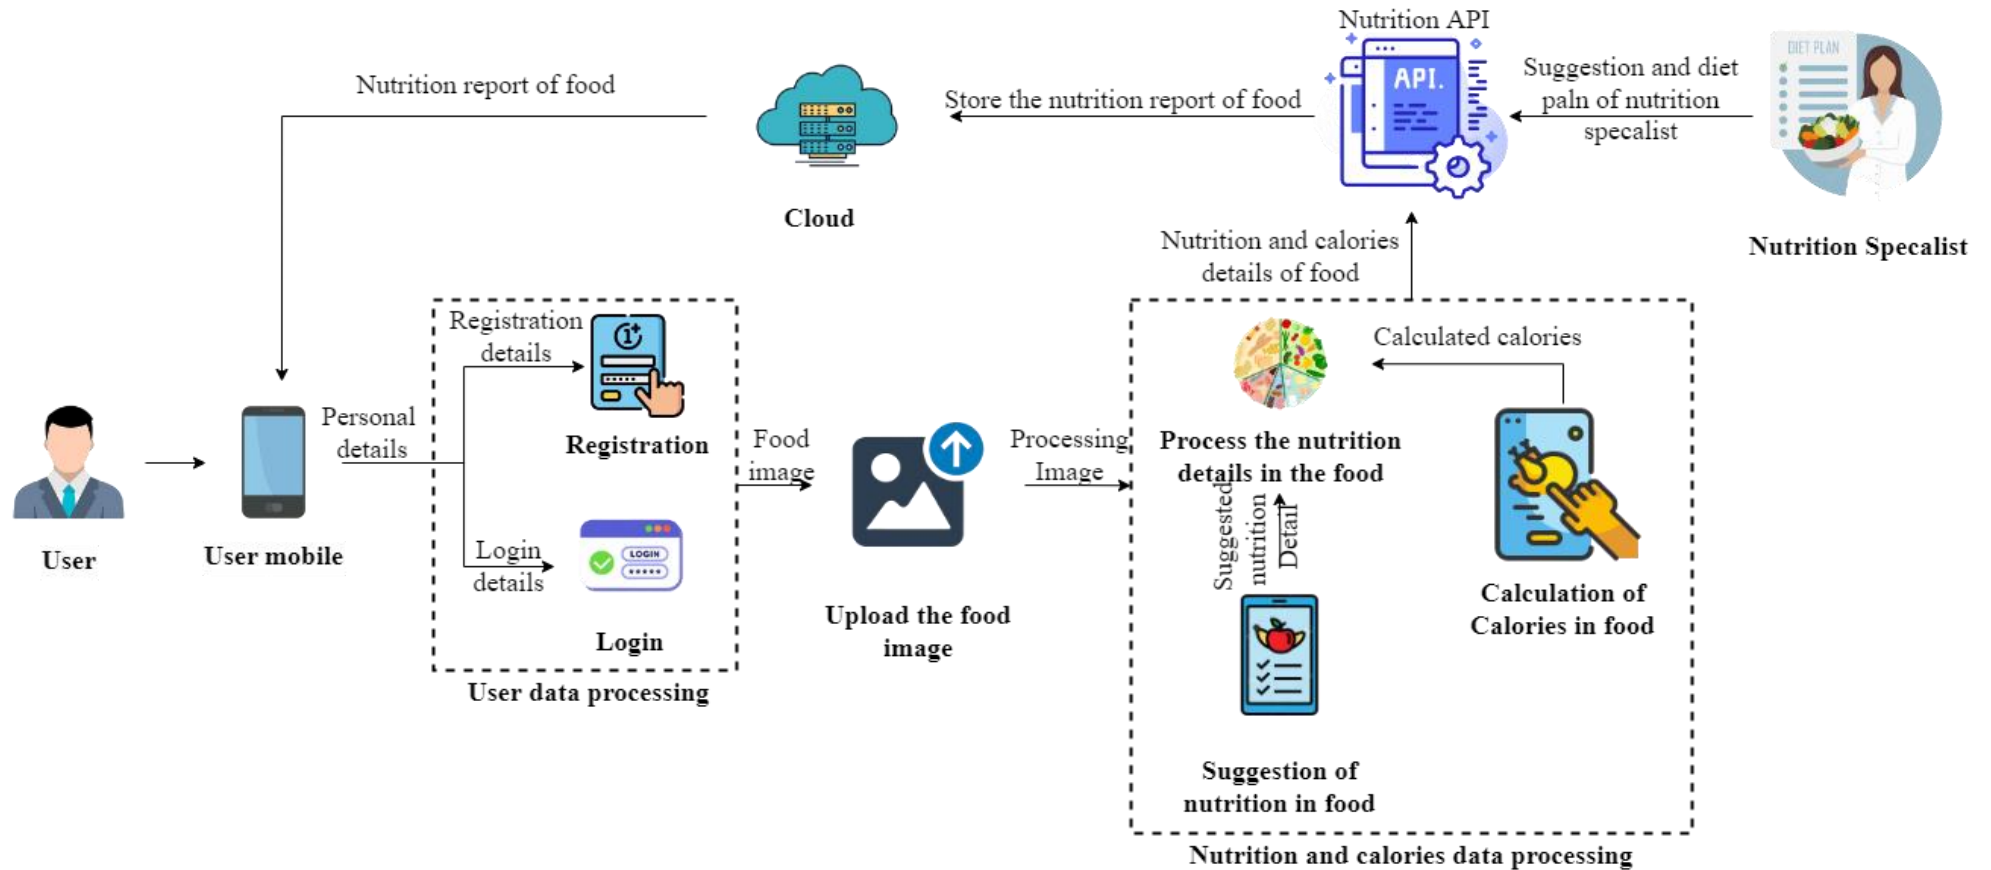 Nutrition API
DIET PLAN
API.
Suggestion and diet
paln of nutrition
specalist
Nutrition report of food
Store the nutrition report of food
Cloud
Nutrition Specalist
Nutrition and calories
details of food
Registration
details
1+
Registration
Calculated calories
Personal
details
Food
image
Processing
Image
Process the nutrition
details in the food
Suggested
nutrition
Detail
User
User mobile
Login
details
LOGIN
Login
Upload the food
image
Calculation of
Calories in food
User data processing
Suggestion of
nutrition in food
Nutrition and calories data processing